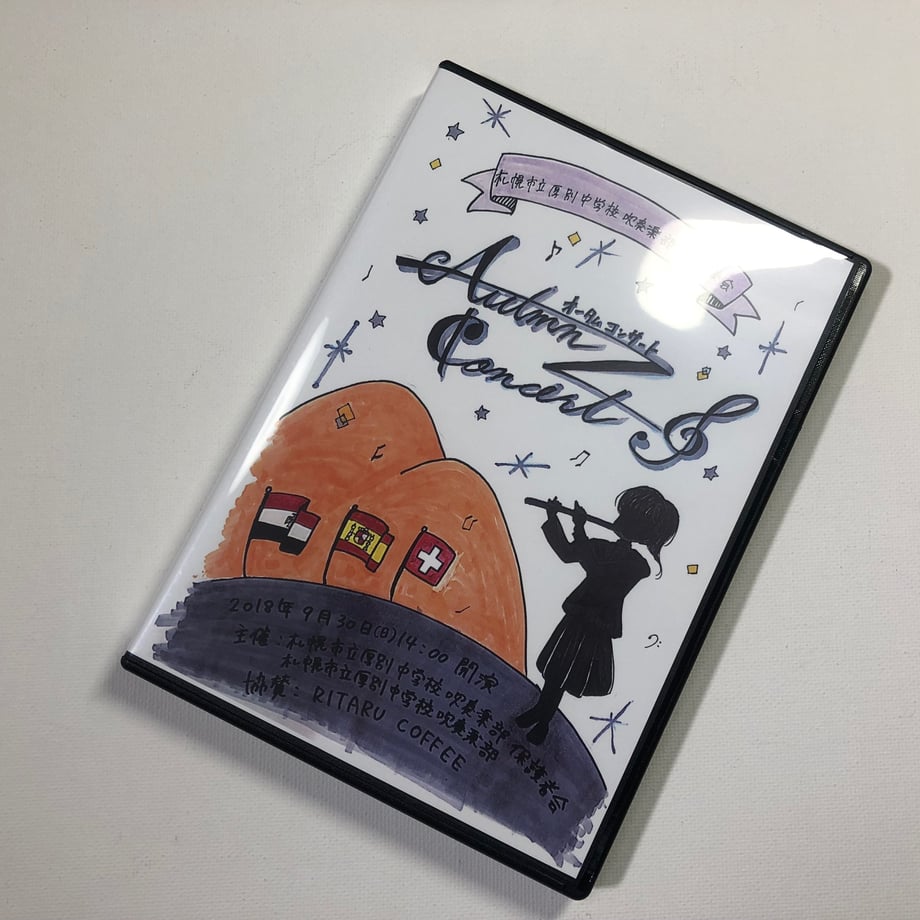 札幌市立厚別中学校 吹奏楽部
会
Autmn
オータムコンサート
Concert
2018年 9月30日(日)14:00 開演
主催:札幌市立厚別中学校 吹奏楽部 保護者会
札幌市立厚別中学校吹奏楽部
協賛: RITARU COFFEE